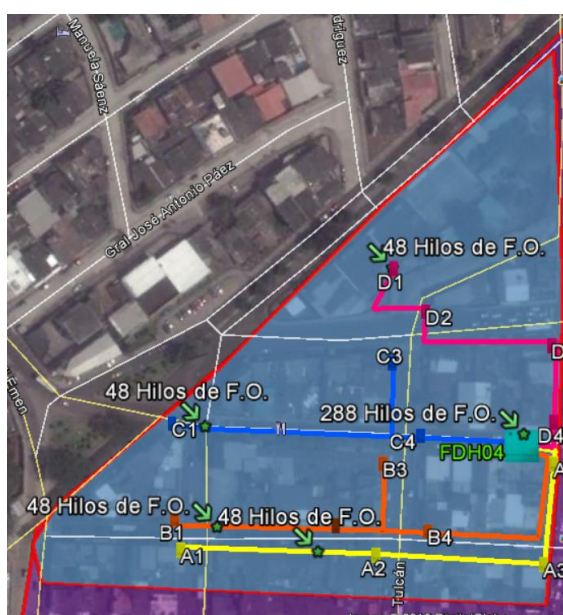 Manuela Sáenz
driguez
Gral José Antonio Páez
48 Hilos de F.O.
D1
D2
D
C3
48 Hilos de F.O.
288 Hilos de F.O.
C1
C4
D4
FDH04
A
B3
48 Hilos de F.O.
48 Hilos de F.O.
B1
B4
A1
A2
A3
Tulcán